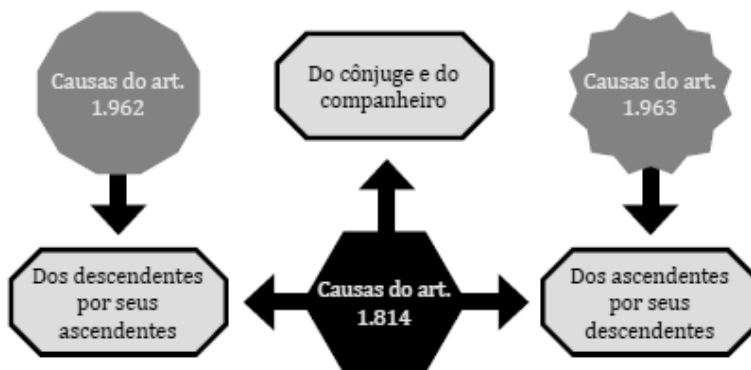 Causas do art.
1.962
Do cônjuge e do
companheiro
Causas do art.
1.963
Dos descendentes
por seus
ascendentes
Causas do art.
1.814
Dos ascendentes
por seus
descendentes